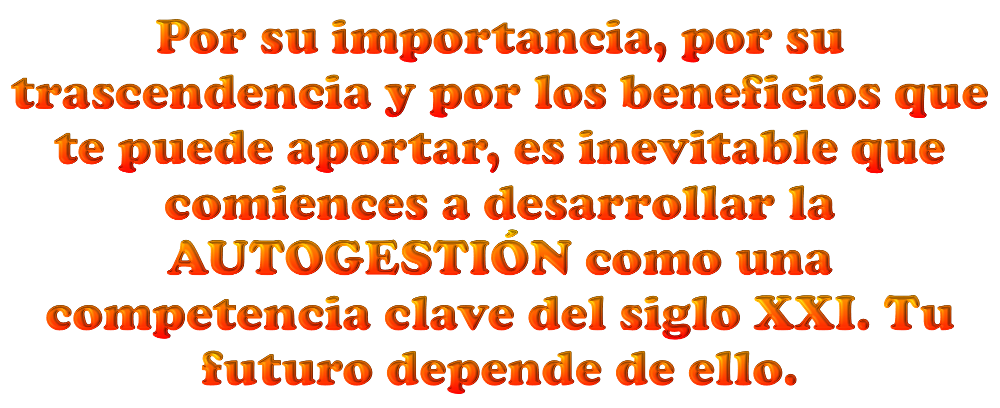 Por su importancia, por su
trascendencia y por los beneficios que
te puede aportar, es inevitable que
comiences a desarrollar la
AUTOGESTIÓN como una
competencia clave del siglo XXI. Tu
futuro depende de ello.